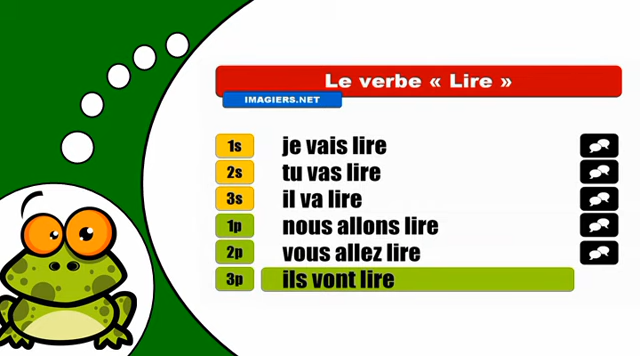 Le verbe « Lire »
IMAGIERS.NET
1s je vais lire
2s tu vas lire
3s il va lire
1p nous allons lire
2p vous allez lire
3p ils vont lire